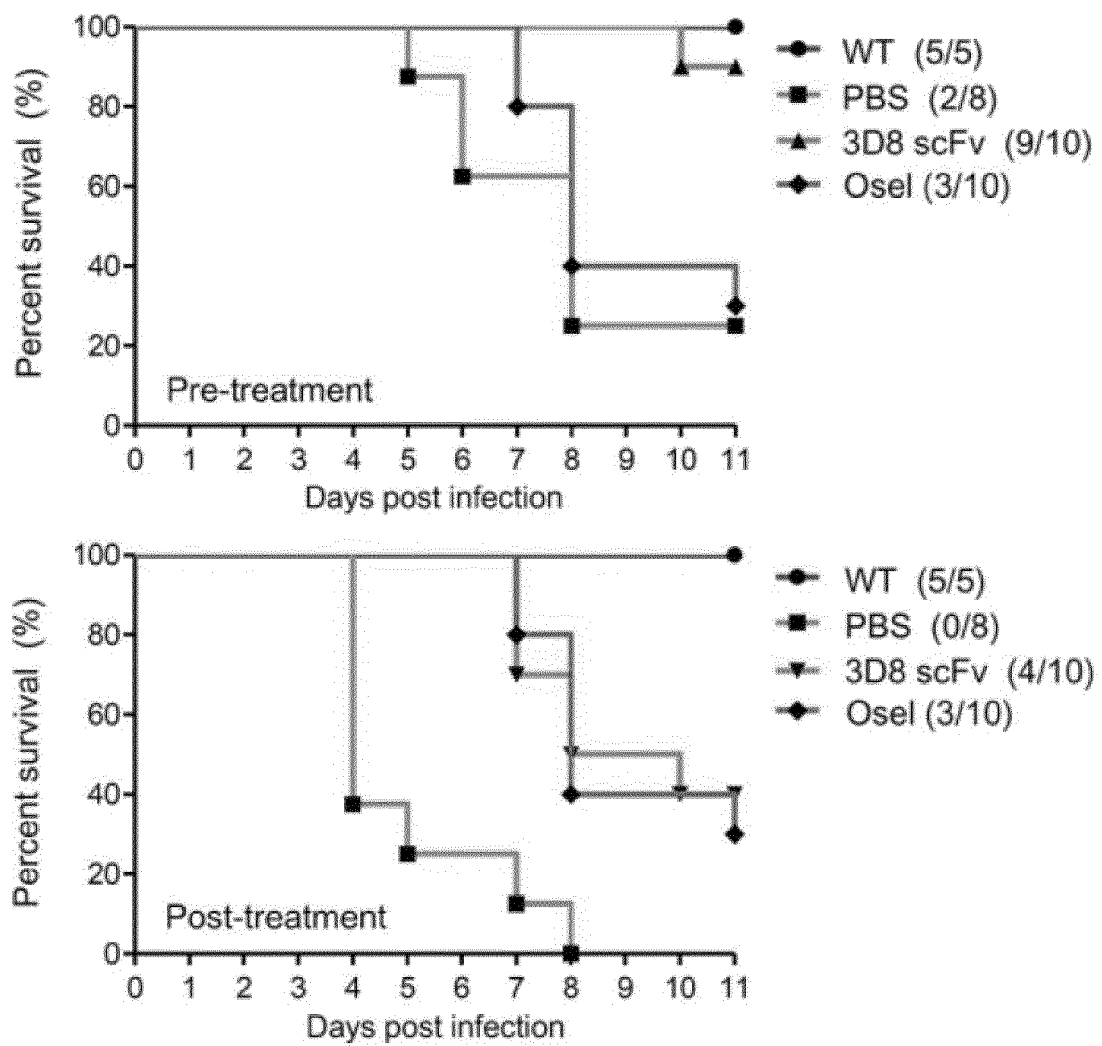 Percent survival (%)
100
80
60
40
20
0
Pre-treatment
0 1 2 3 4 5 6 7 8 9 10 11
Days post infection
WT (5/5)
PBS (2/8)
3D8 scFv (9/10)
Osel (3/10)
Percent survival (%)
100
80
60
40
20
0
Post-treatment
0 1 2 3 4 5 6 7 8 9 10 11
Days post infection
WT (5/5)
PBS (0/8)
3D8 scFv (4/10)
Osel (3/10)